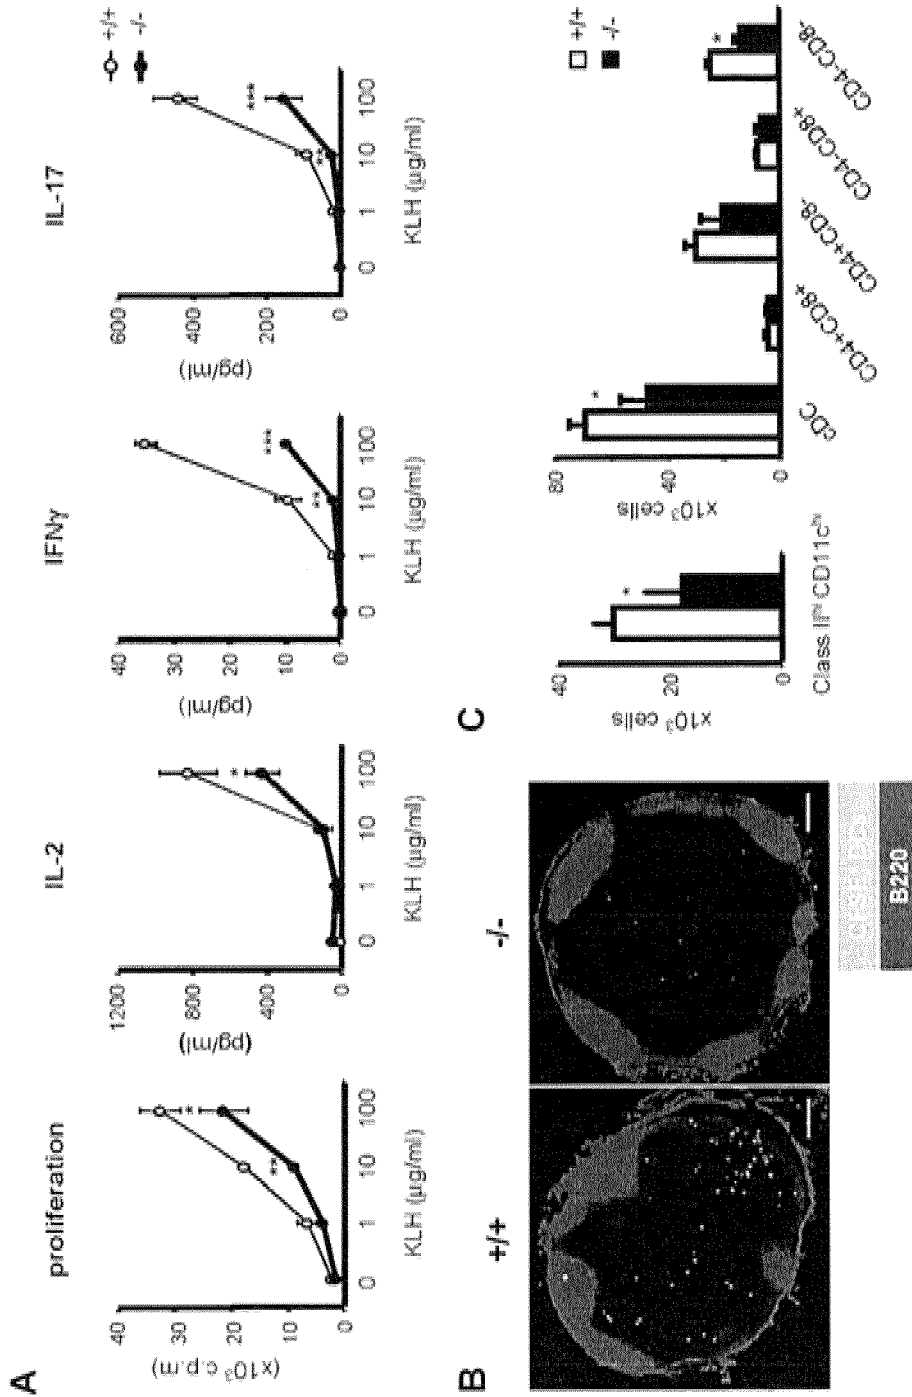 A
proliferation
(x10³ c.p.m)
40
30
20
10
0
0 1 10 100
KLH (µg/ml)
*
**
IL-2
(pg/ml)
1200
800
400
0
0 1 10 100
KLH (µg/ml)
*
IFNγ
(pg/ml)
40
30
20
10
0
0 1 10 100
KLH (µg/ml)
**
***
IL-17
(pg/ml)
600
400
200
0
0 1 10 100
KLH (µg/ml)
**
***
+/+
-/-
B
+/+
-/-
B220
C
x10³ cells
40
20
0
*
Class IIʰⁱ CD11cʰⁱ
x10³ cells
80
40
0
*
*
cDC
CD4+CD8+
CD4+CD8-
CD4-CD8+
CD4-CD8-
+/+
-/-